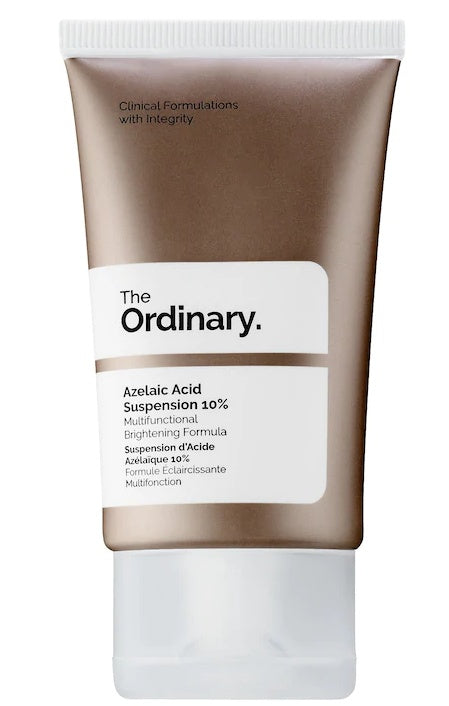 Clinical Formulations
with Integrity.
The
Ordinary.
Azelaic Acid
Suspension 10%
Multifunctional
Brightening Formula
Suspension d'Acide
Azélaïque 10%
Formule Éclaircissante
Multifonction